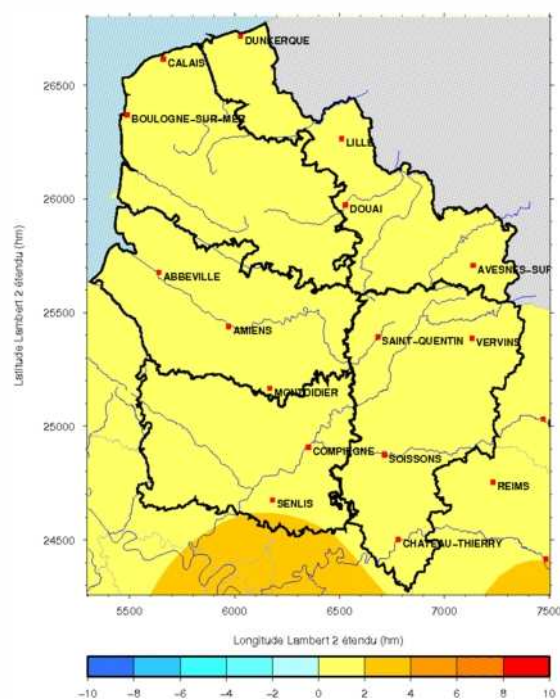 DUNKERQUE
CALAIS
26500
BOULOGNE-SUR-MER
LILLE
26000
DOUAI
AVESNES-SUR
ABBEVILLE
25500
AMIENS
SAINT-QUENTIN
VERVINS
MONTDIDIER
25000
COMPIEGNE
SOISSONS
REIMS
SENLIS
24500
CHATEAU-THIERRY
5500 6000 6500 7000 7500
Latitude Lambert 2 étendu (hm)
Longitude Lambert 2 étendu (hm)
-10 -8 -6 -4 -2 0 2 4 6 8 10